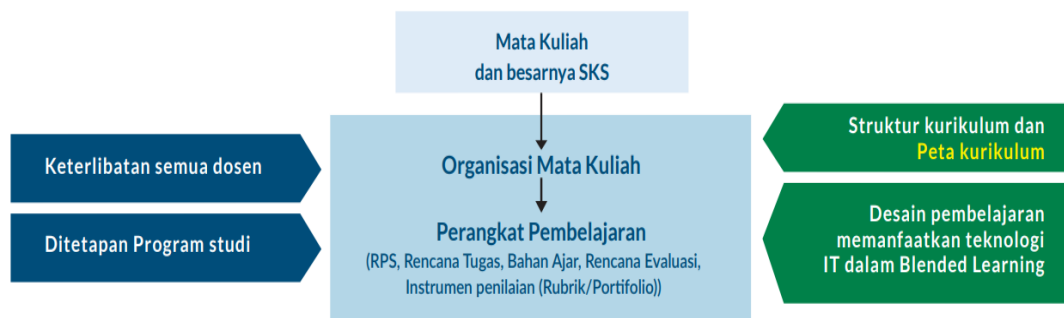 Mata Kuliah
dan besarnya SKS
Keterlibatan semua dosen
Ditetapan Program studi
Organisasi Mata Kuliah
Perangkat Pembelajaran
(RPS, Rencana Tugas, Bahan Ajar, Rencana Evaluasi,
Instrumen penilaian (Rubrik/Portifolio))
Struktur kurikulum dan
Peta kurikulum
Desain pembelajaran
memanfaatkan teknologi
IT dalam Blended Learning